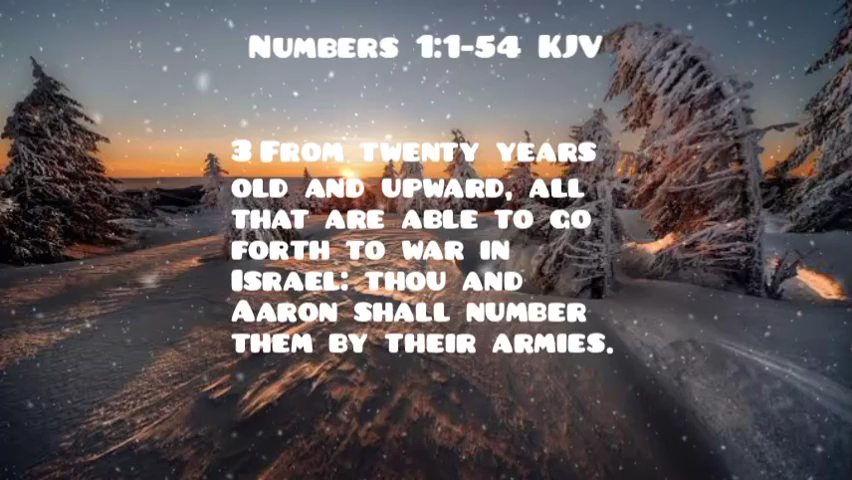 Numbers 1:1-54 KJV
3 From twenty years
old and upward, all
that are able to go
forth to war in
Israel: thou and
Aaron shall number
them by their armies.